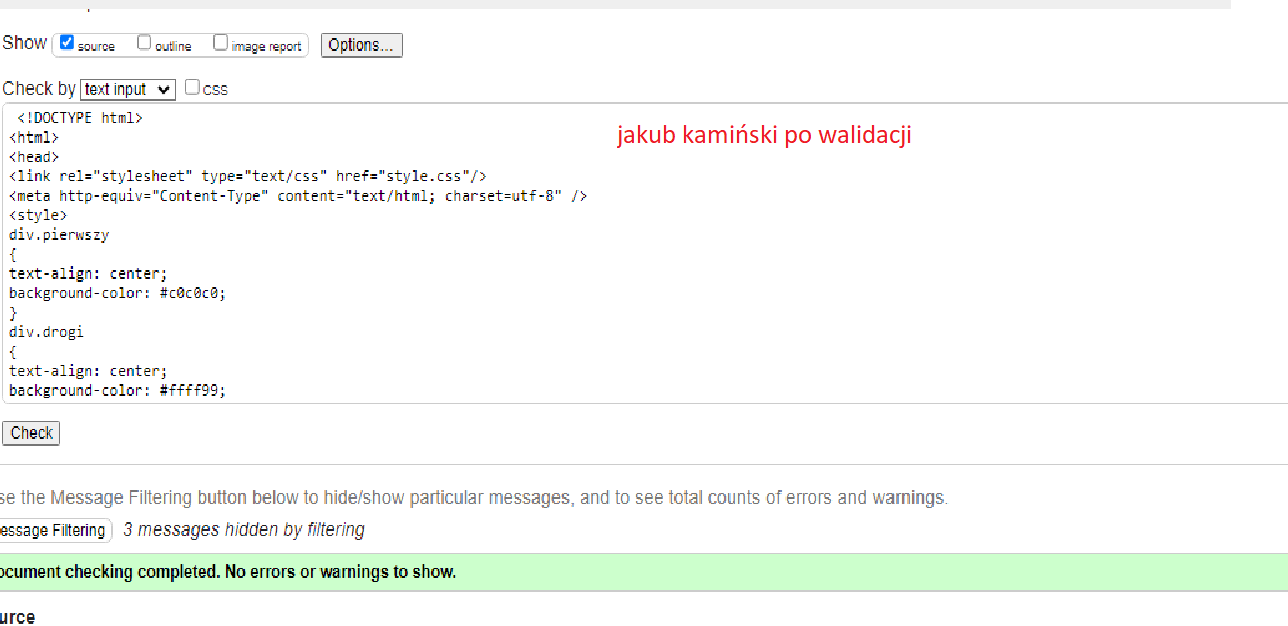 Show source outline image report Options...
Check by text input css
<!DOCTYPE html>
jakub kamiński po walidacji
<html>
<head>
<link rel="stylesheet" type="text/css" href="style.css"/>
<meta http-equiv="Content-Type" content="text/html; charset=utf-8" />
<style>
div.pierwszy
{
text-align: center;
background-color: #c0c0c0;
}
div.drogi
{
text-align: center;
background-color: #ffff99;
Check
se the Message Filtering button below to hide/show particular messages, and to see total counts of errors and warnings.
essage Filtering 3 messages hidden by filtering
ocument checking completed. No errors or warnings to show.
urce